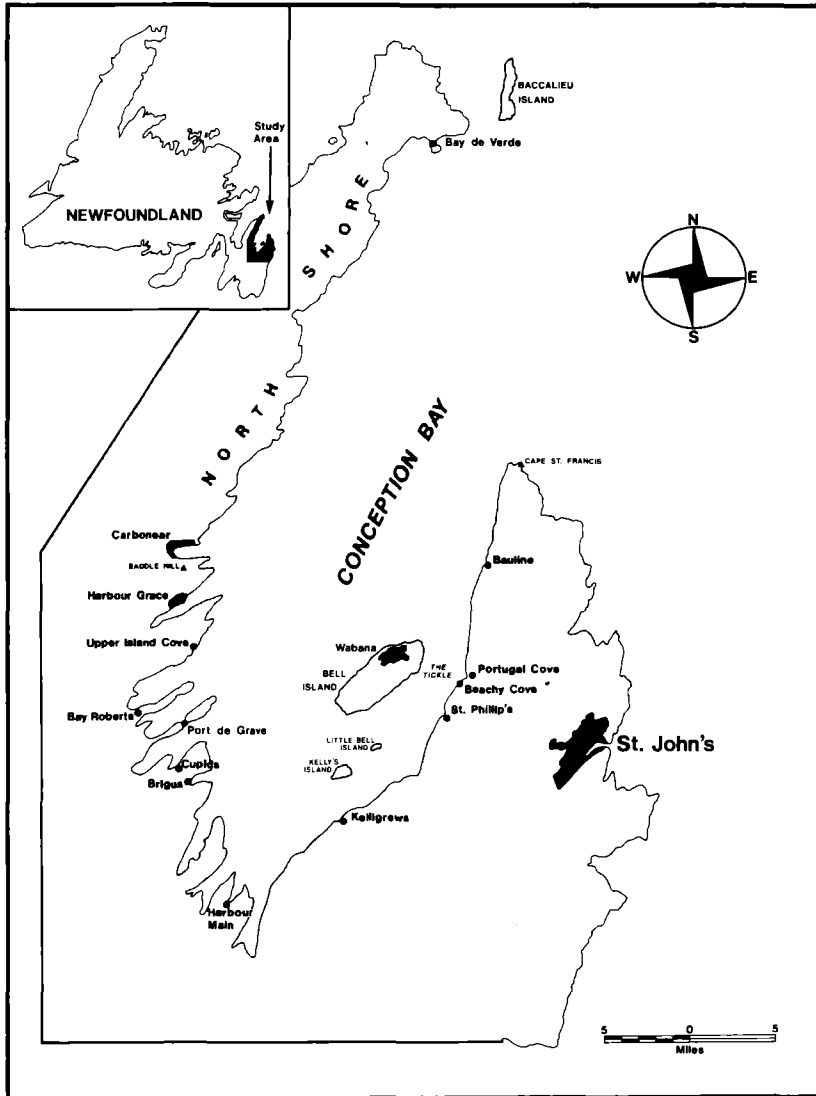 Study
Area
NEWFOUNDLAND
BACCALIEU
ISLAND
Bay de Verde
NORTH SHORE
N
W E
S
CONCEPTION BAY
CAPE ST. FRANCIS
Carbonear
SADDLE HILL
Harbour Grace
Bauline
Upper Island Cove
Wabana
BELL
ISLAND
THE
TICKLE
Portugal Cove
Beachy Cove
St. Phillip's
Bay Roberts
Port de Grave
LITTLE BELL
ISLAND
KELLY'S
ISLAND
St. John's
Cupids
Brigus
Kelligrews
Harbour
Main
5 0 5
Miles